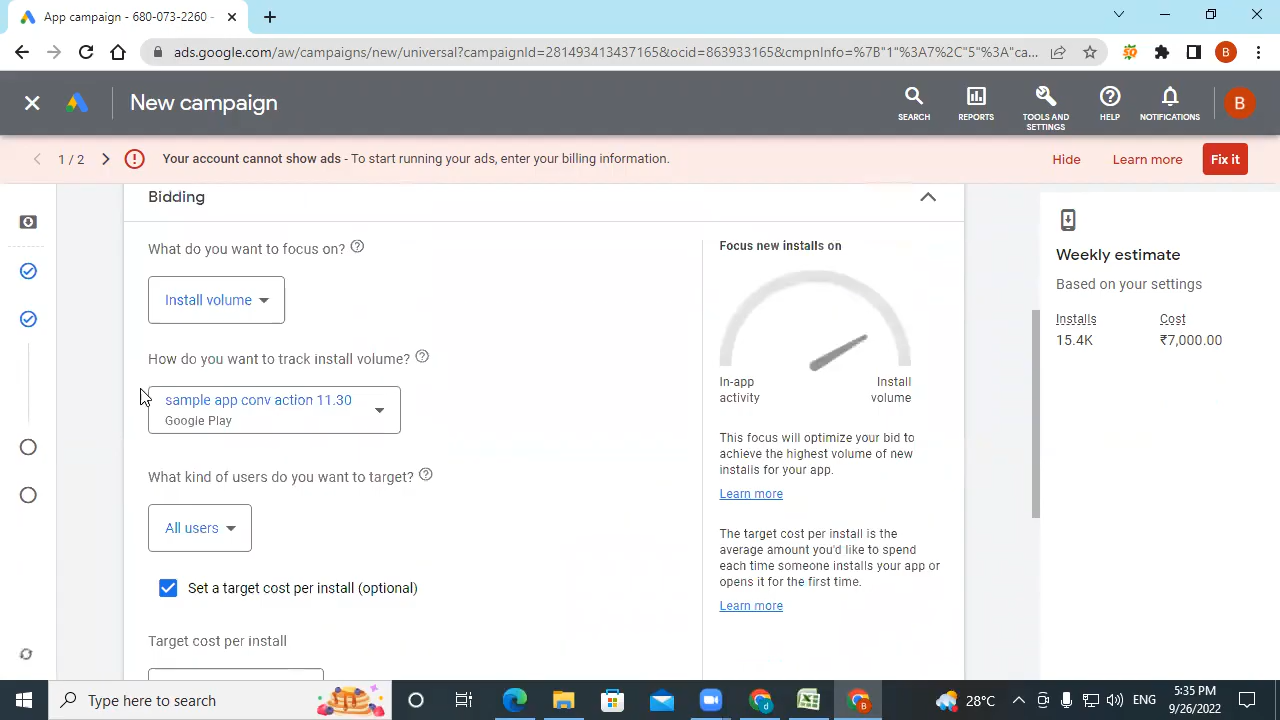 App campaign - 680-073-2260 -
ads.google.com/aw/campaigns/new/universal?campaignId=281493413437165&ocid=863933165&cmpnInfo=%7B"1"%3A7%2C"5"%3A"ca...
B
New campaign
SEARCH
REPORTS
TOOLS AND
SETTINGS
HELP
NOTIFICATIONS
B
1 / 2
Your account cannot show ads - To start running your ads, enter your billing information.
Hide
Learn more
Fix it
Bidding
What do you want to focus on?
Install volume
How do you want to track install volume?
sample app conv action 11.30
Google Play
What kind of users do you want to target?
All users
Set a target cost per install (optional)
Target cost per install
Focus new installs on
In-app
activity
Install
volume
This focus will optimize your bid to
achieve the highest volume of new
installs for your app.
Learn more
The target cost per install is the
average amount you'd like to spend
each time someone installs your app or
opens it for the first time.
Learn more
Weekly estimate
Based on your settings
Installs
Cost
15.4K
₹7,000.00
Type here to search
28°C
ENG
5:35 PM
9/26/2022